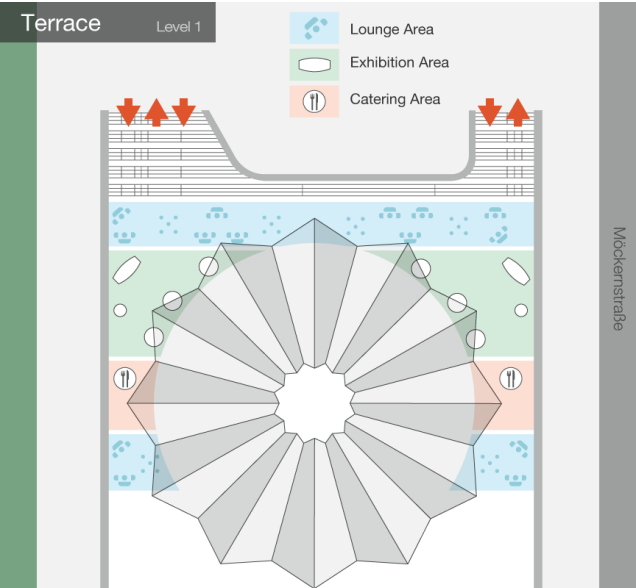 Terrace Level 1
Lounge Area
Exhibition Area
Catering Area
Möckernstraße